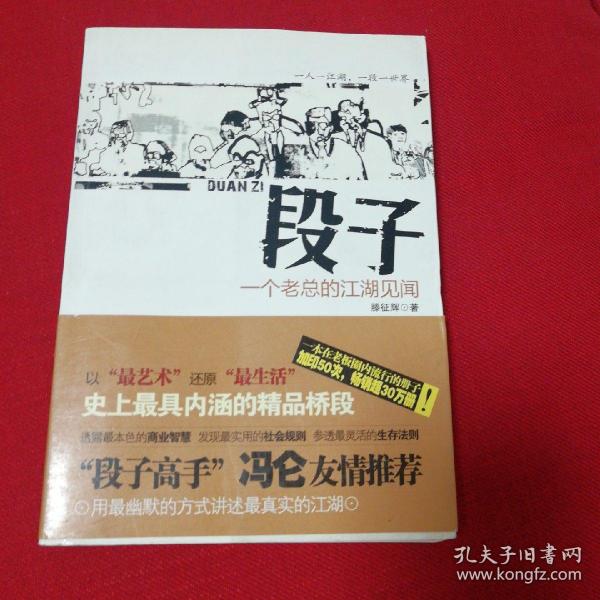 一人一江湖，一段一世界
DUAN ZI
段子
一个老总的江湖见闻
滕征辉⊙著
一本在老板圈内流行的册子
加印50次，畅销超30万册！
以“最艺术”还原“最生活”
史上最具内涵的精品桥段
透露最本色的商业智慧 发现最实用的社会规则 参透最灵活的生存法则
“段子高手”冯仑友情推荐
⊙用最幽默的方式讲述最真实的江湖⊙
孔夫子旧书网
www.kongfz.com